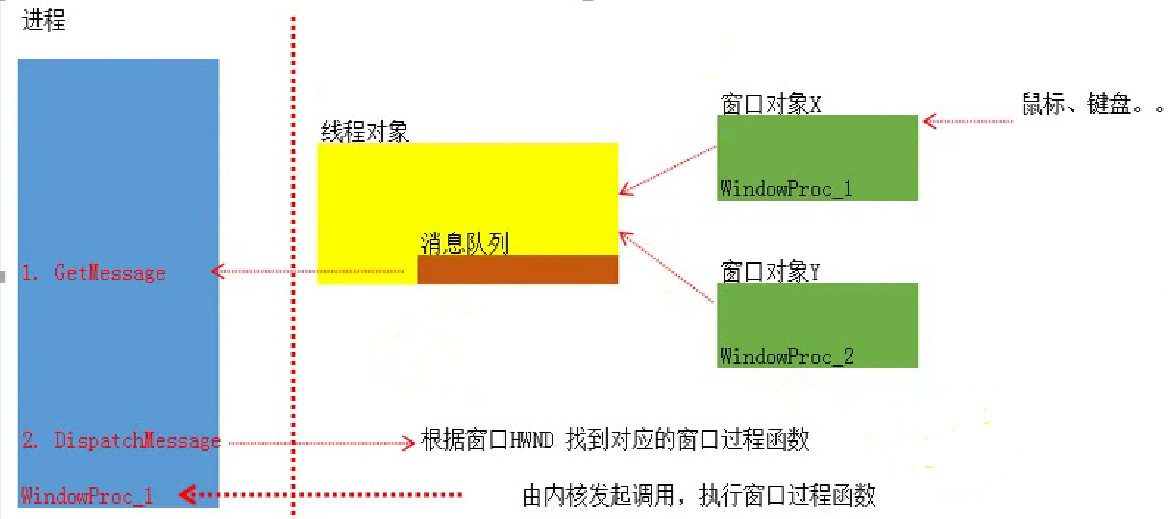 进程
窗口对象X
鼠标、键盘。。
线程对象
WindowProc_1
消息队列
1. GetMessage
窗口对象Y
WindowProc_2
2. DispatchMessage
根据窗口HWND 找到对应的窗口过程函数
WindowProc_1
由内核发起调用，执行窗口过程函数